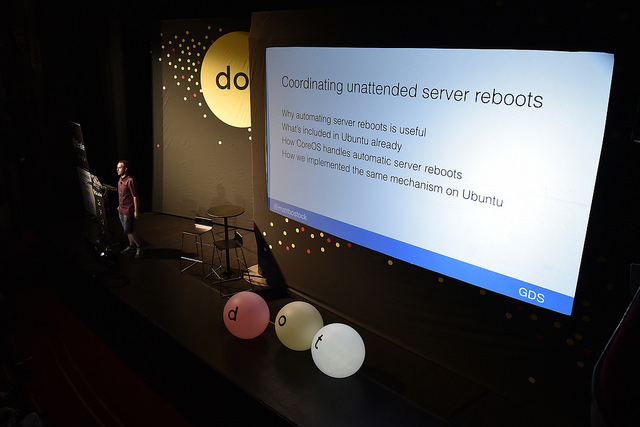 do
Coordinating unattended server reboots
Why automating server reboots is useful
What's included in Ubuntu already
How CoreOS handles automatic server reboots
How we implemented the same mechanism on Ubuntu
@mattbostock
GDS
d
o
t